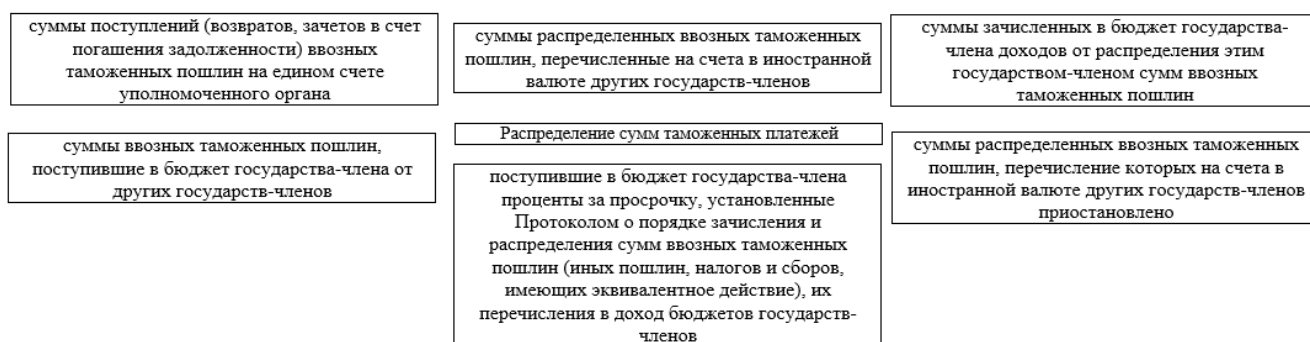 суммы поступлений (возвратов, зачетов в счет
погашения задолженности) ввозных
таможенных пошлин на едином счете
уполномоченного органа
суммы распределенных ввозных таможенных
пошлин, перечисленные на счета в иностранной
валюте других государств-членов
суммы зачисленных в бюджет государства-
члена доходов от распределения этим
государством-членом сумм ввозных
таможенных пошлин
суммы ввозных таможенных пошлин,
поступившие в бюджет государства-члена от
других государств-членов
Распределение сумм таможенных платежей
суммы распределенных ввозных таможенных
пошлин, перечисление которых на счета в
иностранной валюте других государств-членов
приостановлено
поступившие в бюджет государства-члена
проценты за просрочку, установленные
Протоколом о порядке зачисления и
распределения сумм ввозных таможенных
пошлин (иных пошлин, налогов и сборов,
имеющих эквивалентное действие), их
перечисления в доход бюджетов государств-
членов